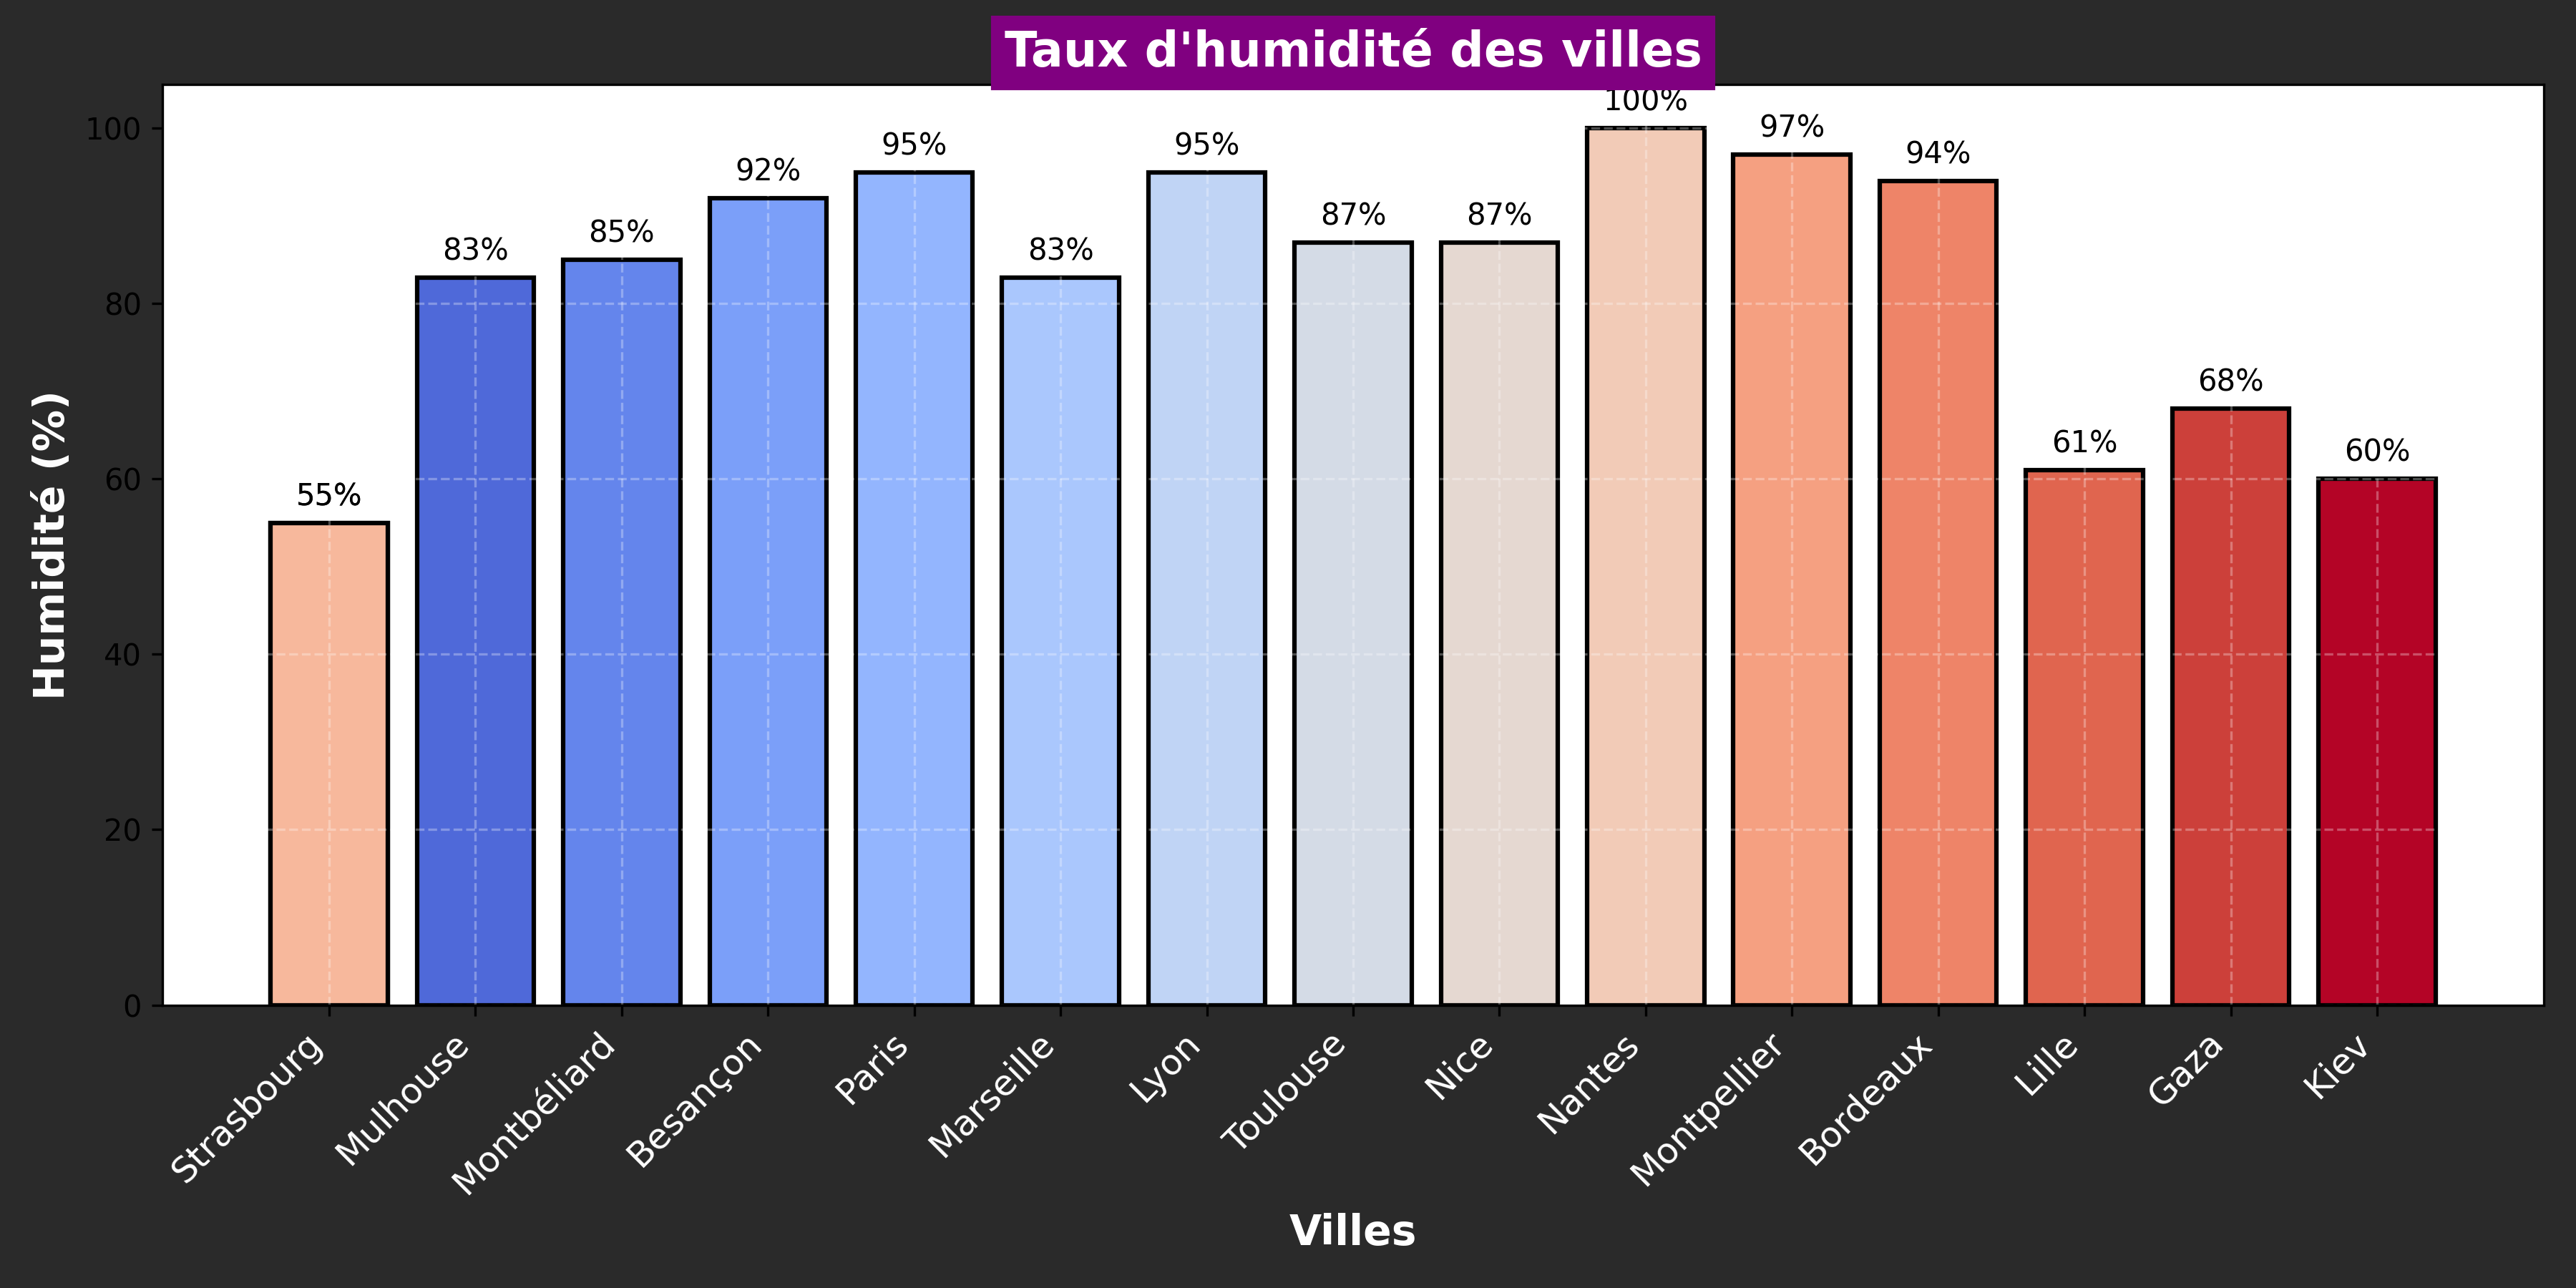 Taux d'humidité des villes
Humidité (%)
100
80
60
40
20
0
55%
83%
85%
92%
95%
83%
95%
87%
87%
100%
97%
94%
61%
68%
60%
Strasbourg
Mulhouse
Montbéliard
Besançon
Paris
Marseille
Lyon
Toulouse
Nice
Nantes
Montpellier
Bordeaux
Lille
Gaza
Kiev
Villes